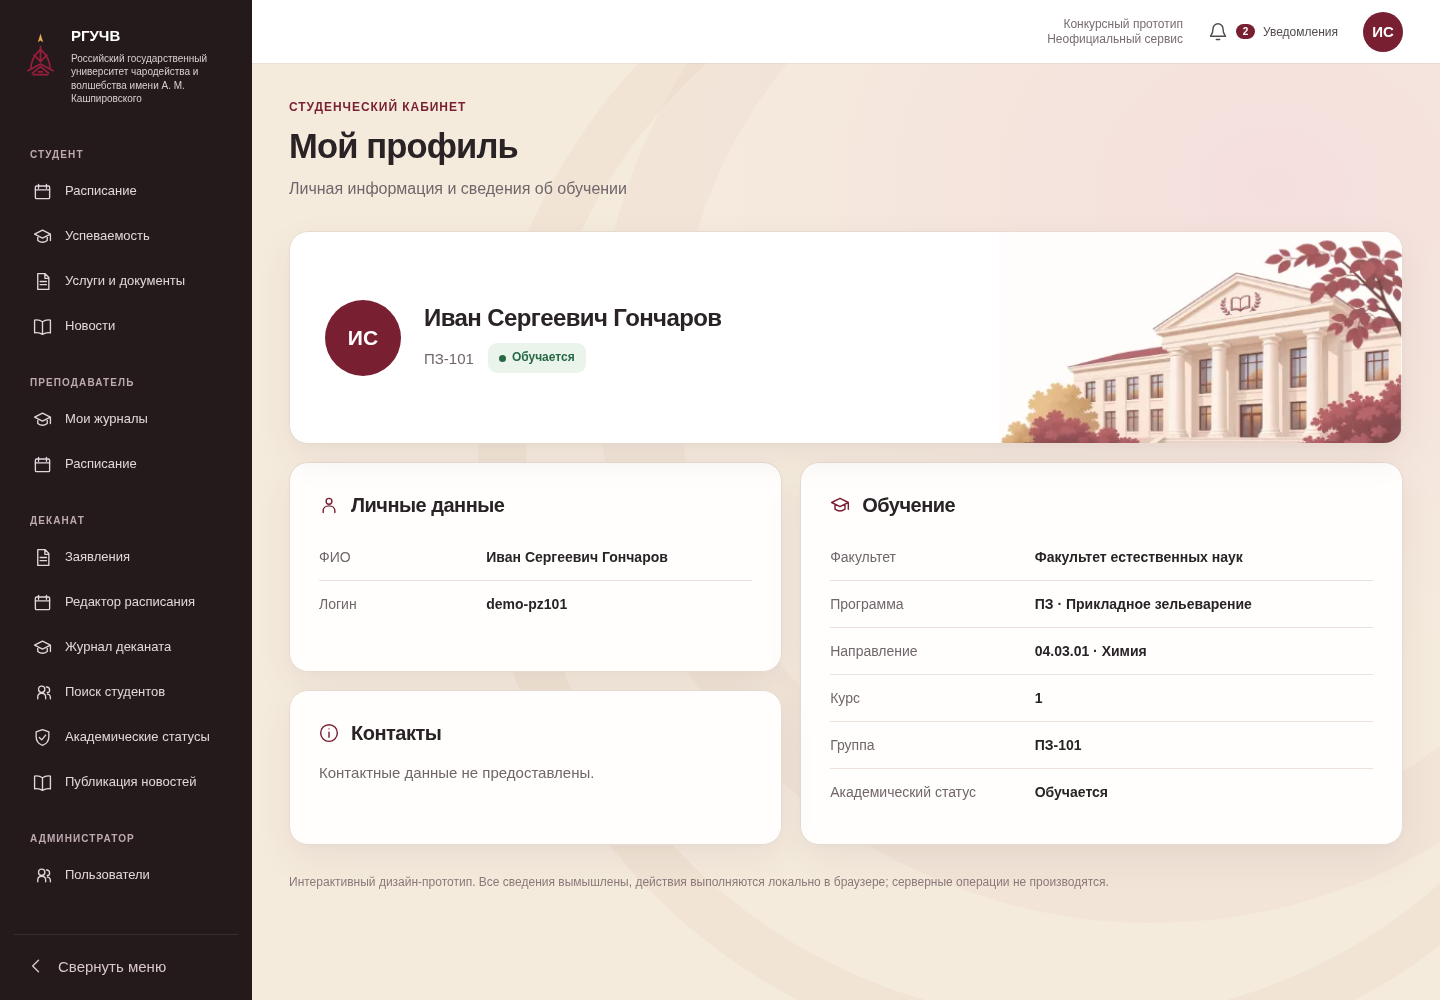 РГУЧВ
Российский государственный
университет чародейства и
волшебства имени А. М.
Кашпировского
СТУДЕНТ
Расписание
Успеваемость
Услуги и документы
Новости
ПРЕПОДАВАТЕЛЬ
Мои журналы
Расписание
ДЕКАНАТ
Заявления
Редактор расписания
Журнал деканата
Поиск студентов
Академические статусы
Публикация новостей
АДМИНИСТРАТОР
Пользователи
Свернуть меню
Конкурсный прототип
Неофициальный сервис
2 Уведомления
ИС
СТУДЕНЧЕСКИЙ КАБИНЕТ
Мой профиль
Личная информация и сведения об обучении
ИС
Иван Сергеевич Гончаров
ПЗ-101 Обучается
Личные данные
ФИО Иван Сергеевич Гончаров
Логин demo-pz101
Контакты
Контактные данные не предоставлены.
Обучение
Факультет Факультет естественных наук
Программа ПЗ · Прикладное зельеварение
Направление 04.03.01 · Химия
Курс 1
Группа ПЗ-101
Академический статус Обучается
Интерактивный дизайн-прототип. Все сведения вымышлены, действия выполняются локально в браузере; серверные операции не производятся.